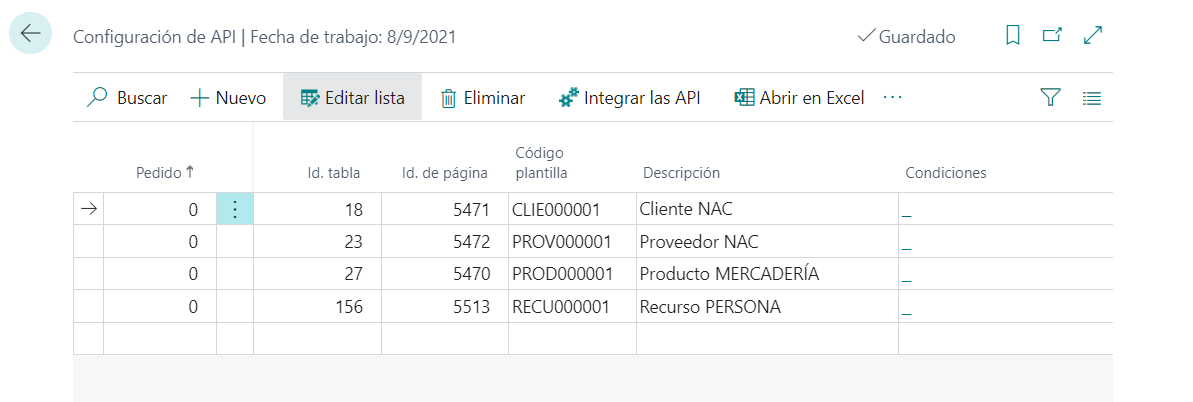 Configuración de API | Fecha de trabajo: 8/9/2021 Guardado
Buscar Nuevo Editar lista Eliminar Integrar las API Abrir en Excel ...
Pedido ↑ Id. tabla Id. de página Código plantilla Descripción Condiciones
→ 0 ⋮ 18 5471 CLIE000001 Cliente NAC _
0 23 5472 PROV000001 Proveedor NAC _
0 27 5470 PROD000001 Producto MERCADERÍA _
0 156 5513 RECU000001 Recurso PERSONA _